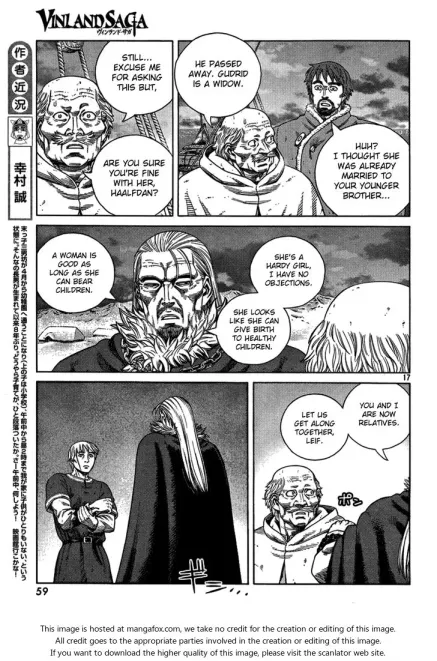 VINLAND SAGA
ヴィンランド・サガ
作者近況
幸村 誠
STILL...
EXCUSE ME
FOR ASKING
THIS BUT,
ARE YOU SURE
YOU'RE FINE
WITH HER,
HAALFDAN?
HE PASSED
AWAY. GUDRID
IS A WIDOW.
HUH?
I THOUGHT SHE
WAS ALREADY
MARRIED TO
YOUR YOUNGER
BROTHER...
A WOMAN IS
GOOD AS
LONG AS SHE
CAN BEAR
CHILDREN.
SHE'S A
HARDY GIRL,
I HAVE NO
OBJECTIONS.
SHE LOOKS
LIKE SHE CAN
GIVE BIRTH
TO HEALTHY
CHILDREN.
17
YOU AND I
ARE NOW
RELATIVES.
LET US
GET ALONG
TOGETHER,
LEIF.
ポン
59
This image is hosted at mangafox.com, we take no credit for the creation or editing of this image.
All credit goes to the appropriate parties involved in the creation or editing of this image.
If you want to download the higher quality of this image, please visit the scanlator web site.